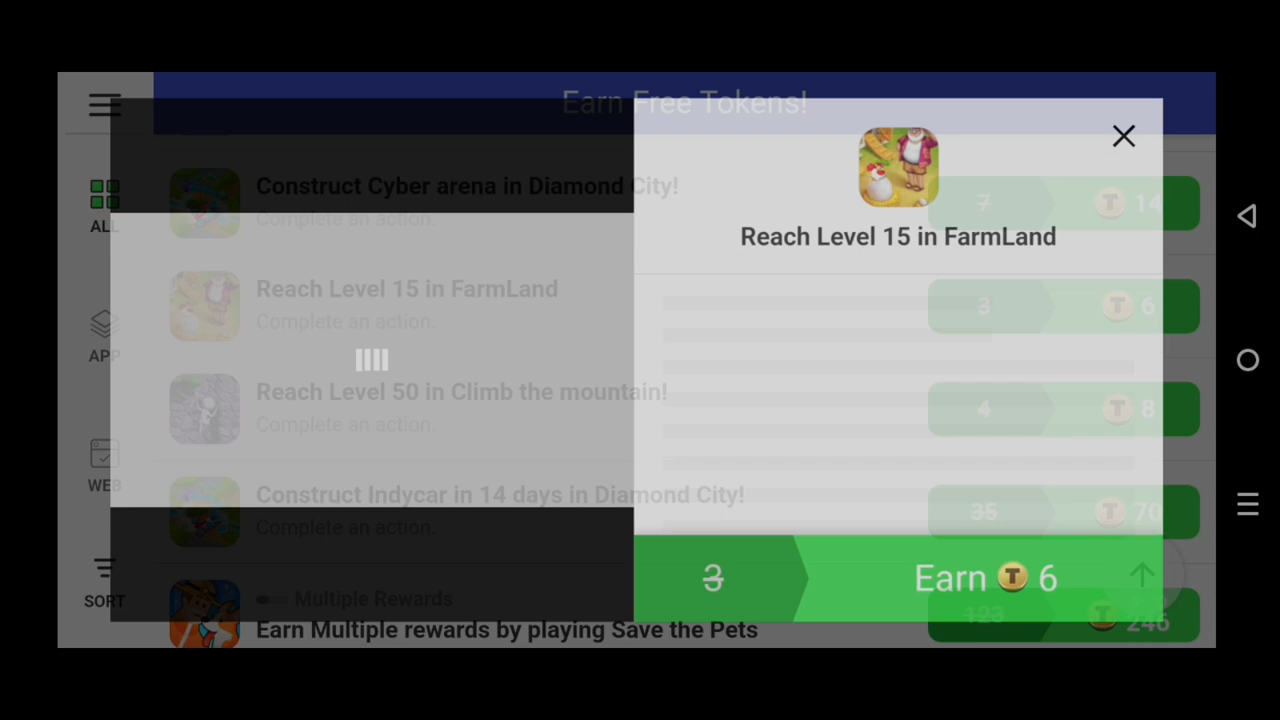 Earn Free Tokens!
ALL
APP
WEB
SORT
Construct Cyber arena in Diamond City!
Complete an action.
7
T 14
Reach Level 15 in FarmLand
Complete an action.
3
T 6
Reach Level 50 in Climb the mountain!
Complete an action.
4
T 8
Construct Indycar in 14 days in Diamond City!
Complete an action.
35
T 70
Multiple Rewards
Earn Multiple rewards by playing Save the Pets
123
T 246
Reach Level 15 in FarmLand
3
Earn T 6